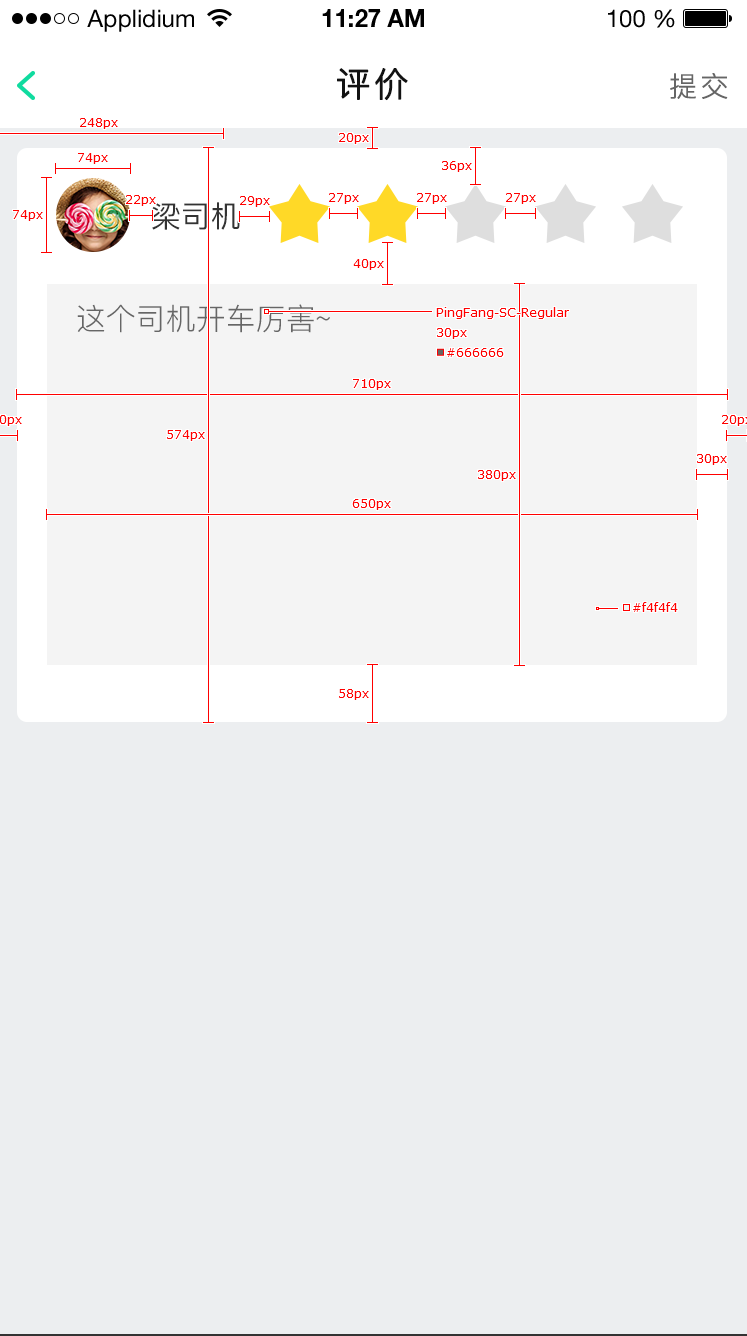 Applidium 11:27 AM 100 %
评价 提交
248px
20px
74px 36px
22px 29px 27px 27px 27px
74px 梁司机
40px
这个司机开车厉害~ PingFang-SC-Regular
30px
#666666
710px
0px 574px 20px
30px
380px
650px
#f4f4f4
58px